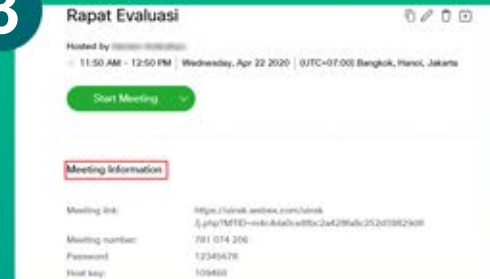 3
Rapat Evaluasi
Hosted by
11:50 AM - 12:50 PM | Wednesday, Apr 22 2020 | (UTC+07:00) Bangkok, Hanoi, Jakarta
Start Meeting
Meeting Information
Meeting link:
Meeting number: 781 074 206
Password: 12345678
Host key: 109460